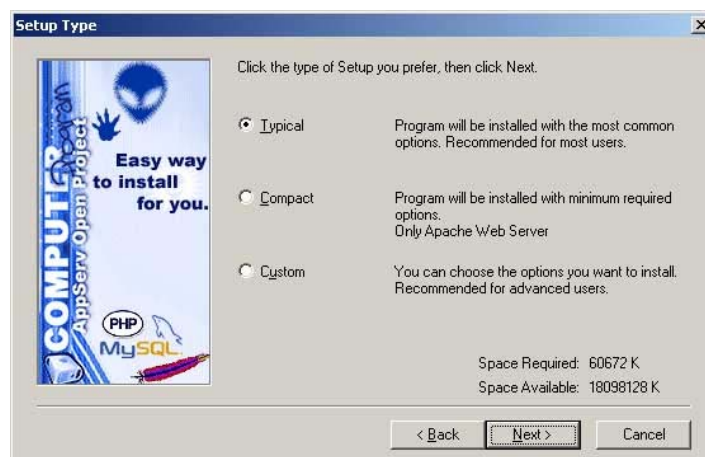 Setup Type
Click the type of Setup you prefer, then click Next.
Typical
Program will be installed with the most common
options. Recommended for most users.
Compact
Program will be installed with minimum required
options.
Only Apache Web Server
Custom
You can choose the options you want to install.
Recommended for advanced users.
COMPUTER
Program
AppServ Open Project
Easy way
to install
for you.
PHP
MySQL
Space Required: 60672 K
Space Available: 18098128 K
< Back
Next >
Cancel